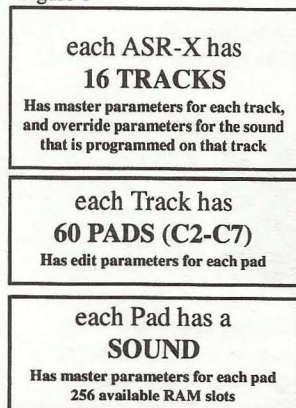 each ASR-X has
16 TRACKS
Has master parameters for each track,
and override parameters for the sound
that is programmed on that track
each Track has
60 PADS (C2-C7)
Has edit parameters for each pad
each Pad has a
SOUND
Has master parameters for each pad
256 available RAM slots